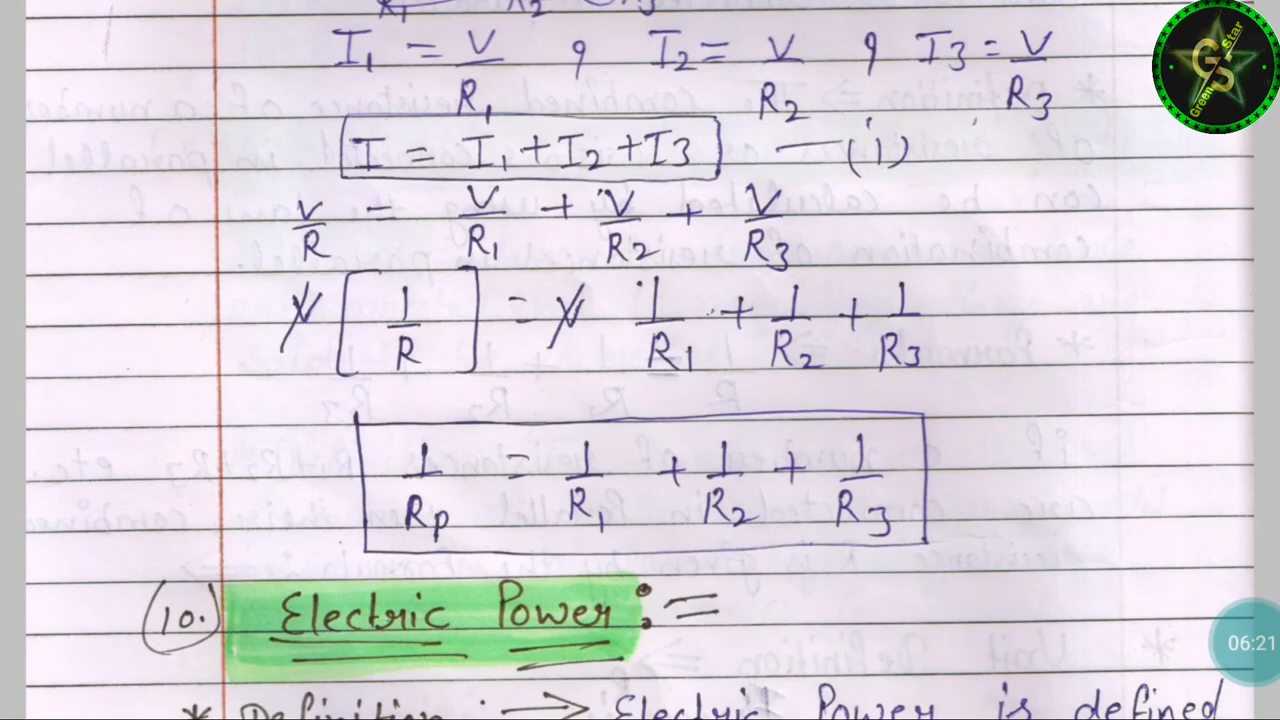 I₁ = V/R₁ , I₂ = V/R₂ , I₃ = V/R₃
I = I₁ + I₂ + I₃ — (i)
V/R = V/R₁ + V/R₂ + V/R₃
V [1/R] = V 1/R₁ + 1/R₂ + 1/R₃
1/Rp = 1/R₁ + 1/R₂ + 1/R₃
10. Electric Power : =
* Definition → Electric Power is defined
Green Star
GS
06:21